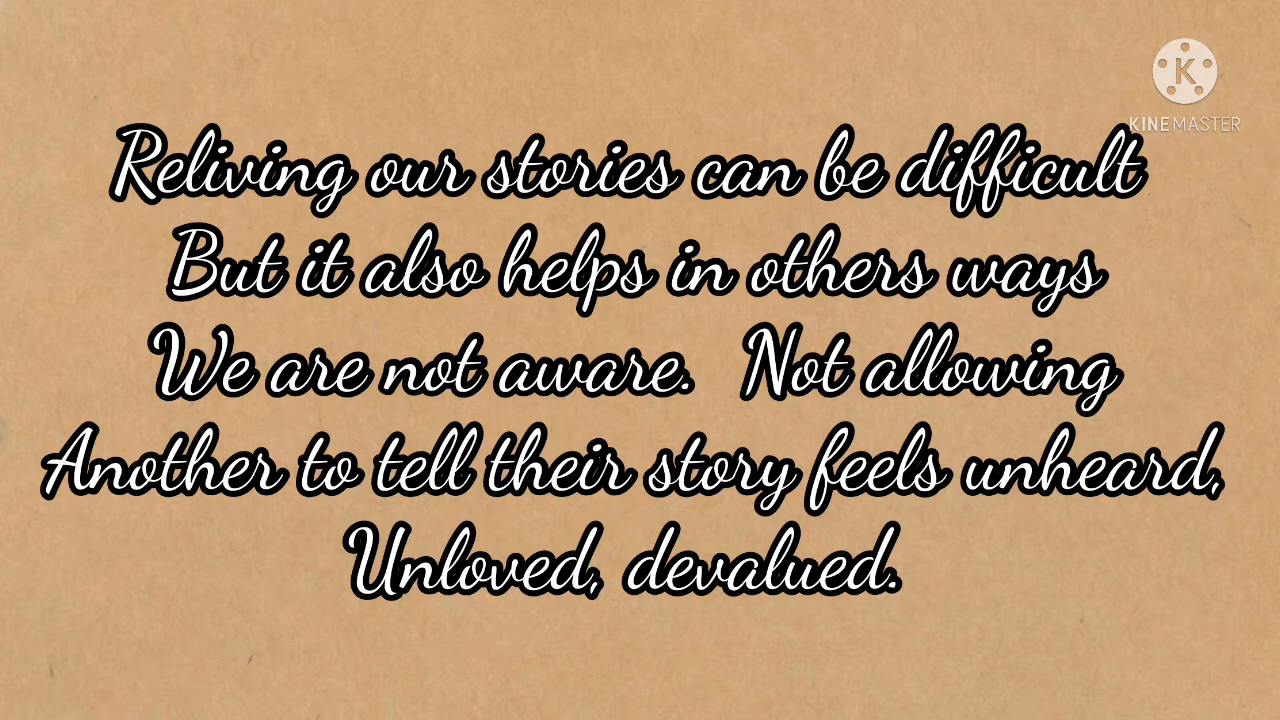 K
KINEMASTER
Reliving our stories can be difficult
But it also helps in others ways
We are not aware. Not allowing
Another to tell their story feels unheard,
Unloved, devalued.